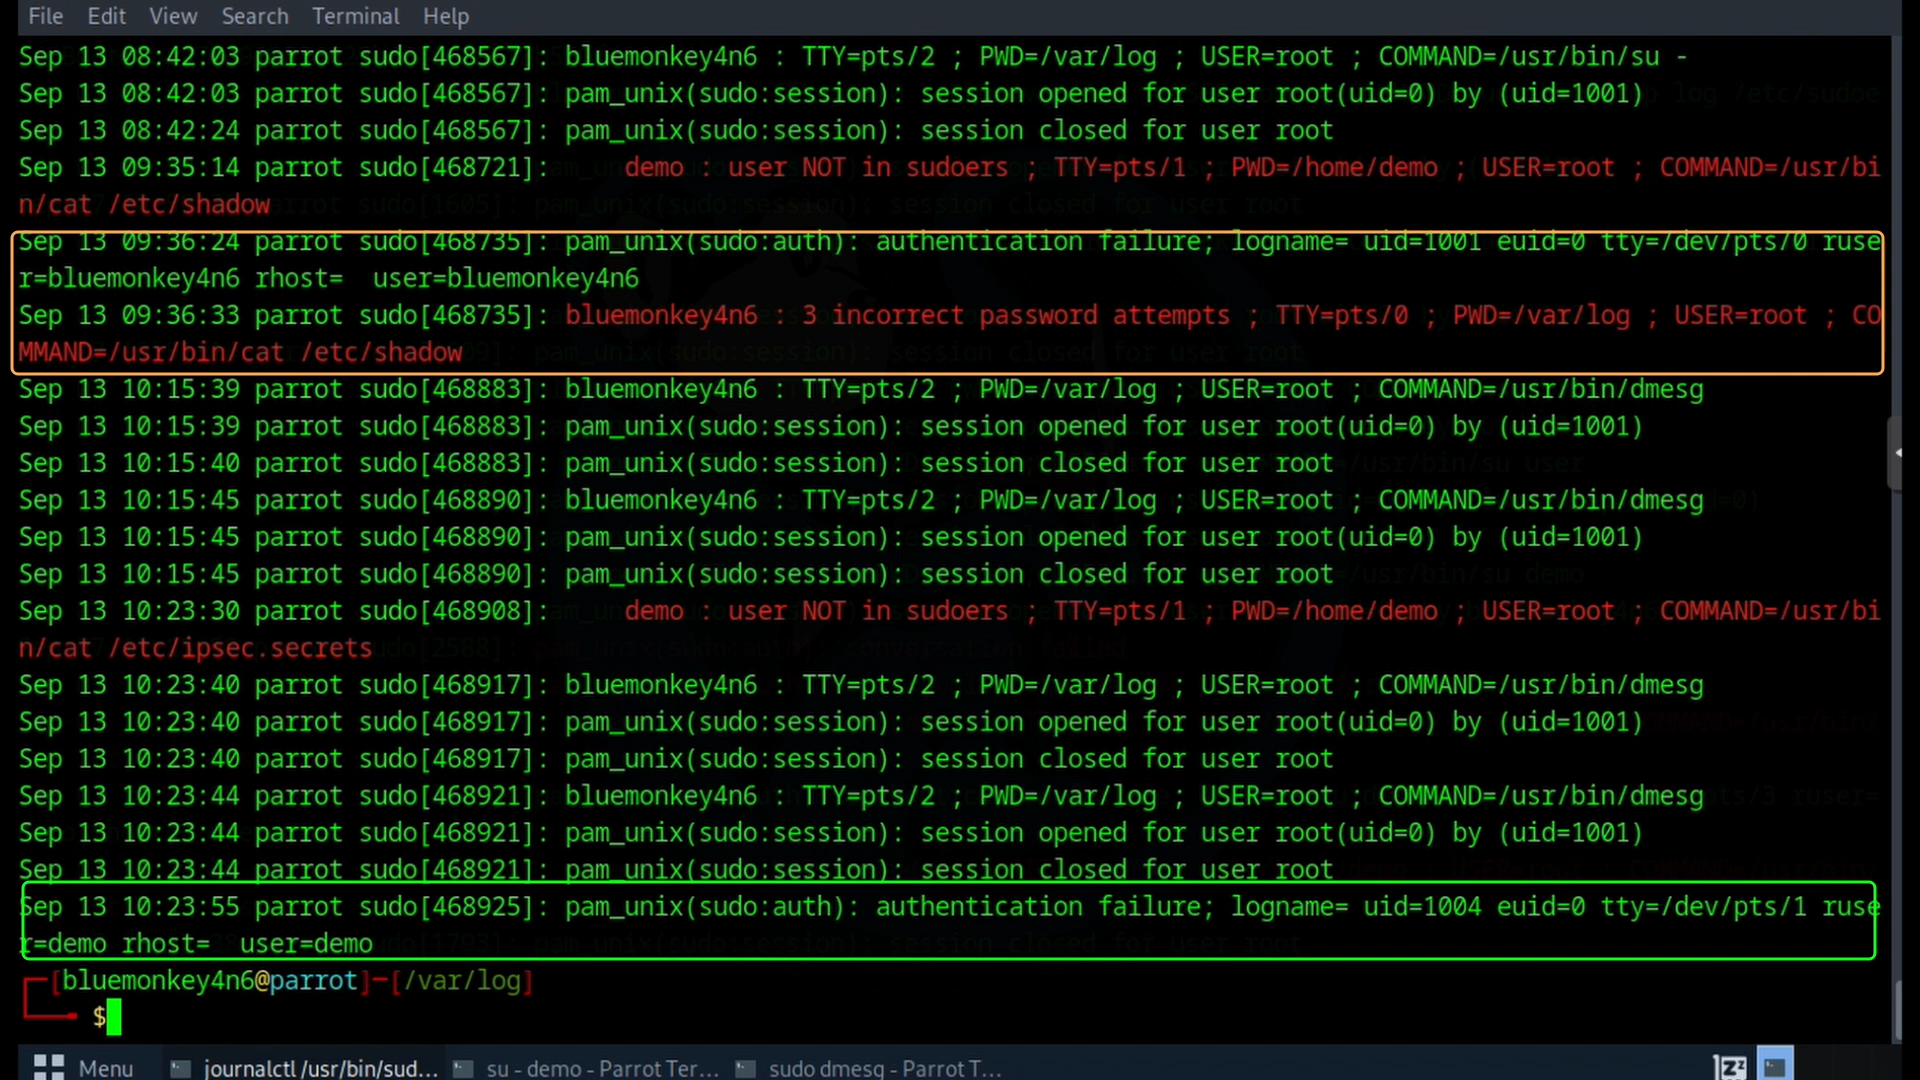 File Edit View Search Terminal Help
Sep 13 08:42:03 parrot sudo[468567]: bluemonkey4n6 : TTY=pts/2 ; PWD=/var/log ; USER=root ; COMMAND=/usr/bin/su -
Sep 13 08:42:03 parrot sudo[468567]: pam_unix(sudo:session): session opened for user root(uid=0) by (uid=1001)
Sep 13 08:42:24 parrot sudo[468567]: pam_unix(sudo:session): session closed for user root
Sep 13 09:35:14 parrot sudo[468721]:     demo : user NOT in sudoers ; TTY=pts/1 ; PWD=/home/demo ; USER=root ; COMMAND=/usr/bi
n/cat /etc/shadow
Sep 13 09:36:24 parrot sudo[468735]: pam_unix(sudo:auth): authentication failure; logname= uid=1001 euid=0 tty=/dev/pts/0 ruse
r=bluemonkey4n6 rhost=  user=bluemonkey4n6
Sep 13 09:36:33 parrot sudo[468735]: bluemonkey4n6 : 3 incorrect password attempts ; TTY=pts/0 ; PWD=/var/log ; USER=root ; CO
MMAND=/usr/bin/cat /etc/shadow
Sep 13 10:15:39 parrot sudo[468883]: bluemonkey4n6 : TTY=pts/2 ; PWD=/var/log ; USER=root ; COMMAND=/usr/bin/dmesg
Sep 13 10:15:39 parrot sudo[468883]: pam_unix(sudo:session): session opened for user root(uid=0) by (uid=1001)
Sep 13 10:15:40 parrot sudo[468883]: pam_unix(sudo:session): session closed for user root
Sep 13 10:15:45 parrot sudo[468890]: bluemonkey4n6 : TTY=pts/2 ; PWD=/var/log ; USER=root ; COMMAND=/usr/bin/dmesg
Sep 13 10:15:45 parrot sudo[468890]: pam_unix(sudo:session): session opened for user root(uid=0) by (uid=1001)
Sep 13 10:15:45 parrot sudo[468890]: pam_unix(sudo:session): session closed for user root
Sep 13 10:23:30 parrot sudo[468908]:     demo : user NOT in sudoers ; TTY=pts/1 ; PWD=/home/demo ; USER=root ; COMMAND=/usr/bi
n/cat /etc/ipsec.secrets
Sep 13 10:23:40 parrot sudo[468917]: bluemonkey4n6 : TTY=pts/2 ; PWD=/var/log ; USER=root ; COMMAND=/usr/bin/dmesg
Sep 13 10:23:40 parrot sudo[468917]: pam_unix(sudo:session): session opened for user root(uid=0) by (uid=1001)
Sep 13 10:23:40 parrot sudo[468917]: pam_unix(sudo:session): session closed for user root
Sep 13 10:23:44 parrot sudo[468921]: bluemonkey4n6 : TTY=pts/2 ; PWD=/var/log ; USER=root ; COMMAND=/usr/bin/dmesg
Sep 13 10:23:44 parrot sudo[468921]: pam_unix(sudo:session): session opened for user root(uid=0) by (uid=1001)
Sep 13 10:23:44 parrot sudo[468921]: pam_unix(sudo:session): session closed for user root
Sep 13 10:23:55 parrot sudo[468925]: pam_unix(sudo:auth): authentication failure; logname= uid=1004 euid=0 tty=/dev/pts/1 ruse
r=demo rhost=  user=demo
[bluemonkey4n6@parrot]─[/var/log]
$
Menu journalctl /usr/bin/sud... su - demo - Parrot Ter... sudo dmesg - Parrot T...